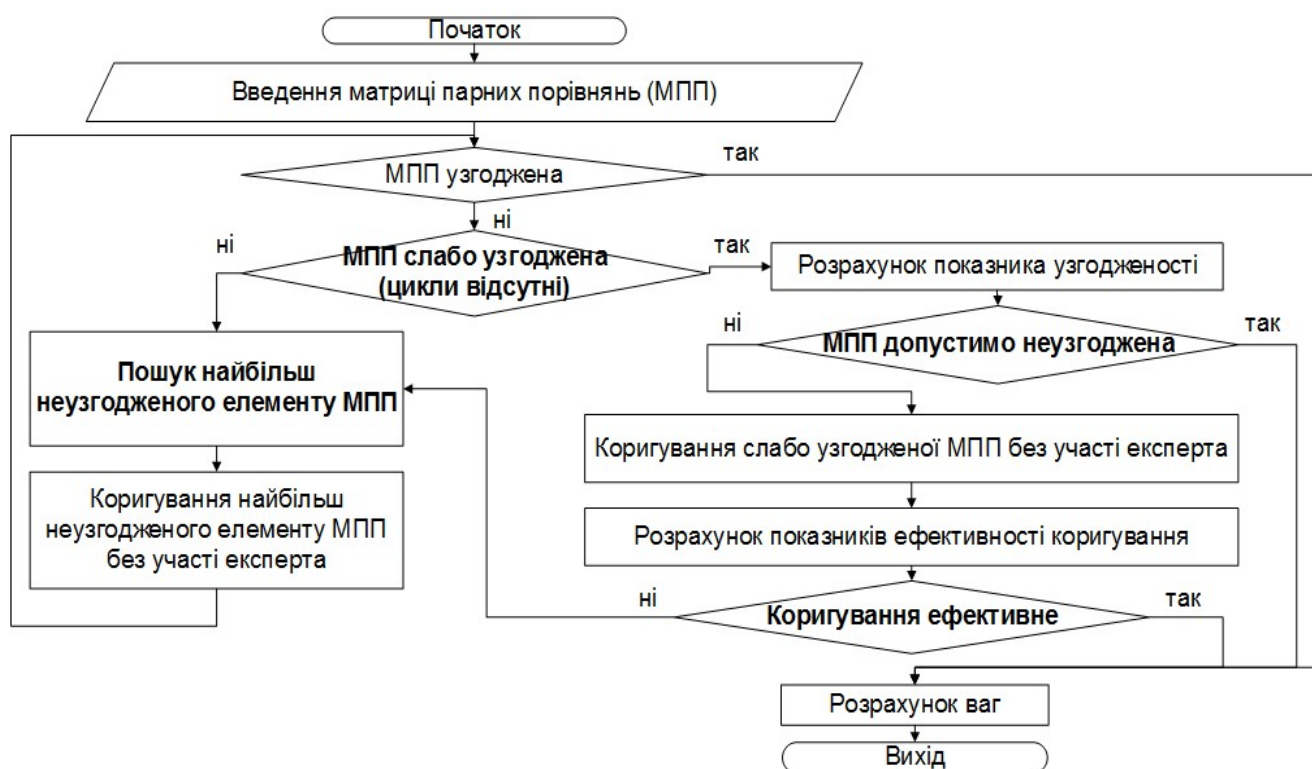 Початок
Введення матриці парних порівнянь (МПП)
так
МПП узгоджена
ні
ні
МПП слабо узгоджена
(цикли відсутні)
так
Розрахунок показника узгодженості
ні
так
МПП допустимо неузгоджена
Пошук найбільш
неузгодженого елементу МПП
Коригування слабо узгодженої МПП без участі експерта
Коригування найбільш
неузгодженого елементу МПП
без участі експерта
Розрахунок показників ефективності коригування
ні
так
Коригування ефективне
Розрахунок ваг
Вихід